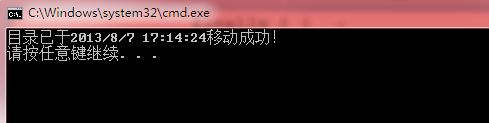 C:\Windows\system32\cmd.exe
目录已于2013/8/7 17:14:24移动成功!
请按任意键继续. . .